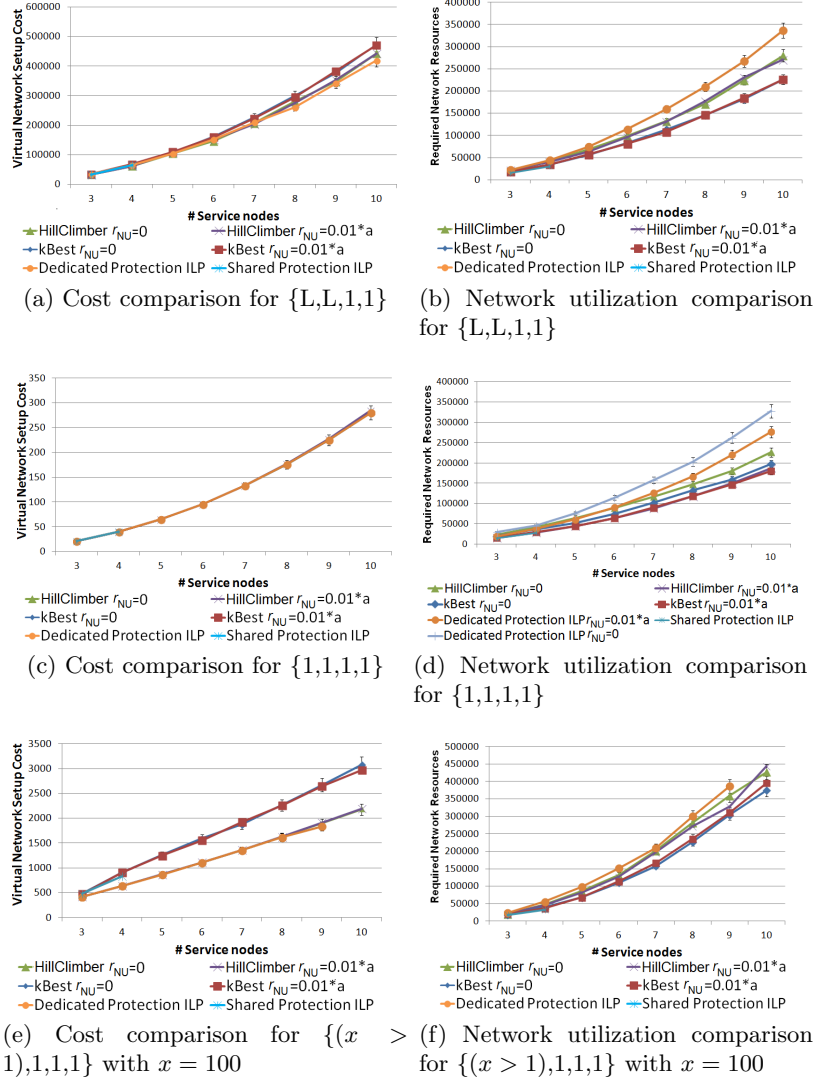 Virtual Network Setup Cost
600000
500000
400000
300000
200000
100000
0
3 4 5 6 7 8 9 10
# Service nodes
HillClimber rNU=0 HillClimber rNU=0.01*a
kBest rNU=0 kBest rNU=0.01*a
Dedicated Protection ILP Shared Protection ILP
(a) Cost comparison for {L,L,1,1}
Required Network Resources
400000
350000
300000
250000
200000
150000
100000
50000
0
3 4 5 6 7 8 9 10
# Service nodes
HillClimber rNU=0 HillClimber rNU=0.01*a
kBest rNU=0 kBest rNU=0.01*a
Dedicated Protection ILP Shared Protection ILP
(b) Network utilization comparison
for {L,L,1,1}
Virtual Network Setup Cost
350
300
250
200
150
100
50
0
3 4 5 6 7 8 9 10
# Service nodes
HillClimber rNU=0 HillClimber rNU=0.01*a
kBest rNU=0 kBest rNU=0.01*a
Dedicated Protection ILP Shared Protection ILP
(c) Cost comparison for {1,1,1,1}
Required Network Resources
400000
350000
300000
250000
200000
150000
100000
50000
0
3 4 5 6 7 8 9 10
# Service nodes
HillClimber rNU=0 HillClimber rNU=0.01*a
kBest rNU=0 kBest rNU=0.01*a
Dedicated Protection ILP rNU=0.01*a Shared Protection ILP
Dedicated Protection ILP rNU=0
(d) Network utilization comparison
for {1,1,1,1}
Virtual Network Setup Cost
3500
3000
2500
2000
1500
1000
500
0
3 4 5 6 7 8 9 10
# Service nodes
HillClimber rNU=0 HillClimber rNU=0.01*a
kBest rNU=0 kBest rNU=0.01*a
Dedicated Protection ILP Shared Protection ILP
(e) Cost comparison for {(x >
1),1,1,1} with x = 100
Required Network Resources
500000
450000
400000
350000
300000
250000
200000
150000
100000
50000
0
3 4 5 6 7 8 9 10
# Service nodes
HillClimber rNU=0 HillClimber rNU=0.01*a
kBest rNU=0 kBest rNU=0.01*a
Dedicated Protection ILP Shared Protection ILP
(f) Network utilization comparison
for {(x > 1),1,1,1} with x = 100